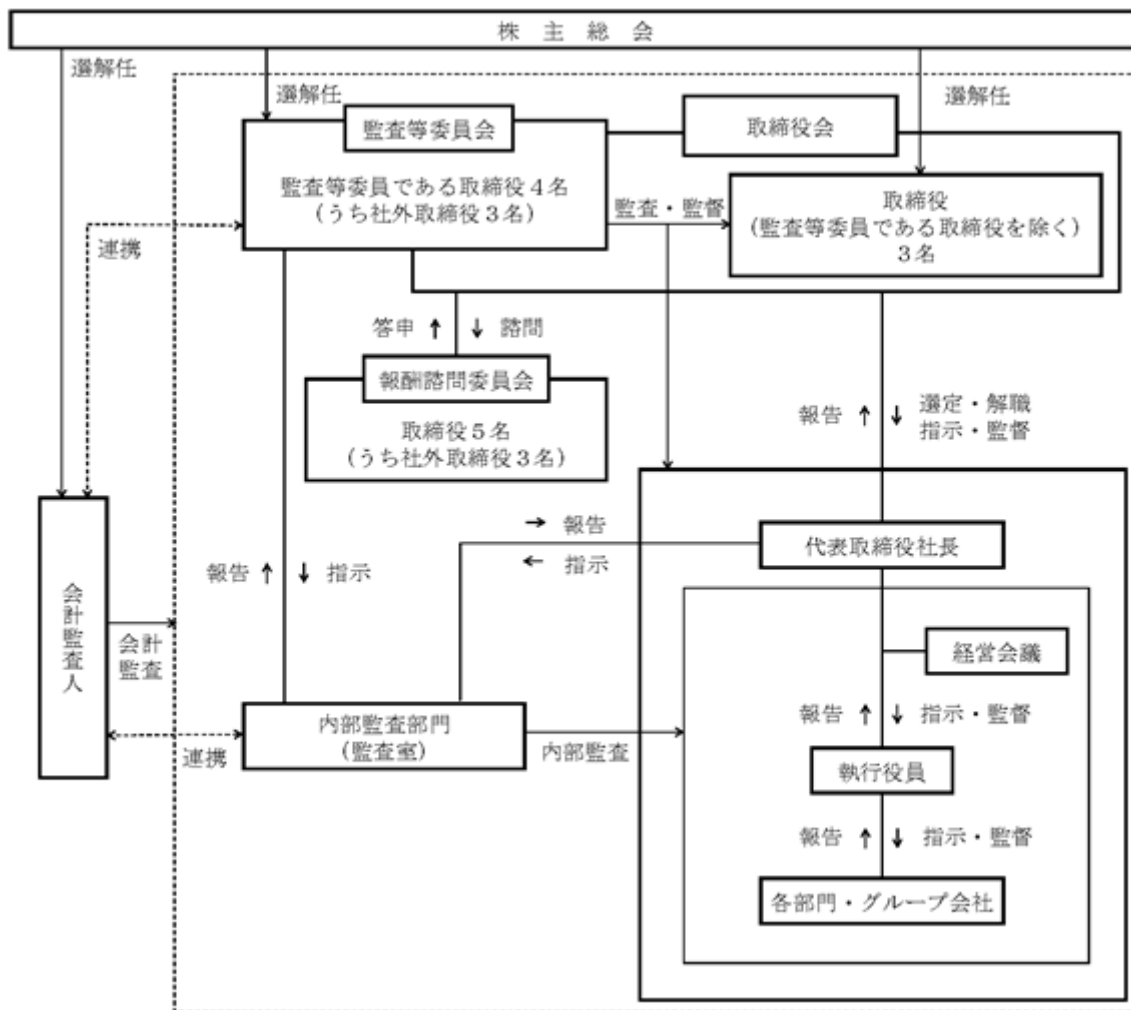 株主総会
選解任
選解任
選解任
監査等委員会
取締役会
監査等委員である取締役4名
(うち社外取締役3名)
監査・監督
取締役
(監査等委員である取締役を除く)
3名
連携
答申 ↑ ↓ 諮問
報酬諮問委員会
取締役5名
(うち社外取締役3名)
報告 ↑ ↓ 選定・解職
指示・監督
→ 報告
← 指示
代表取締役社長
報告 ↑ ↓ 指示
会計監査人
会計
監査
経営会議
報告 ↑ ↓ 指示・監督
内部監査部門
(監査室)
連携
内部監査
執行役員
報告 ↑ ↓ 指示・監督
各部門・グループ会社